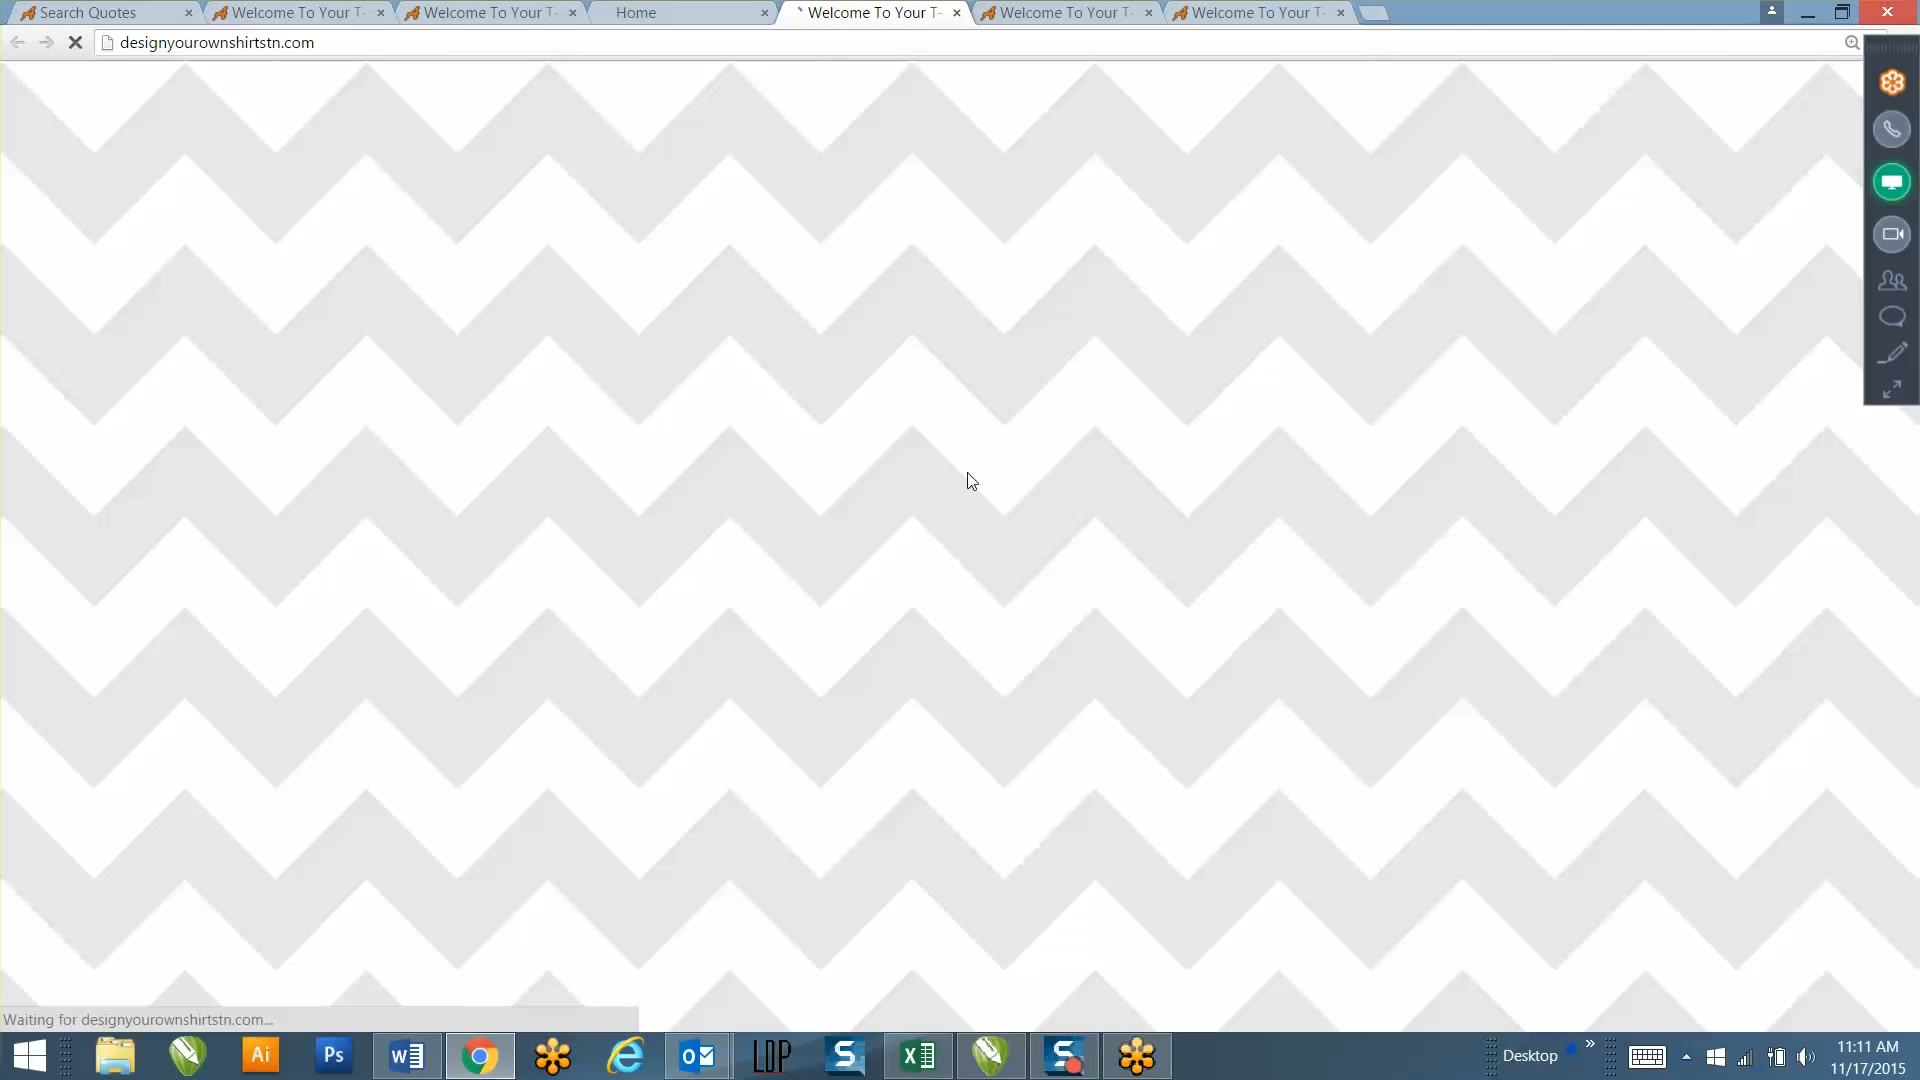 Search Quotes
Welcome To Your T-
Welcome To Your T-
Home
Welcome To Your T-
Welcome To Your T-
Welcome To Your T-
designyourownshirtstn.com
Waiting for designyourownshirtstn.com...
Ai
Ps
W
LDP
S
X
S
Desktop
11:11 AM
11/17/2015